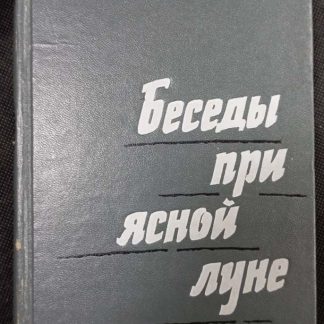 Беседы
при
ясной
луне